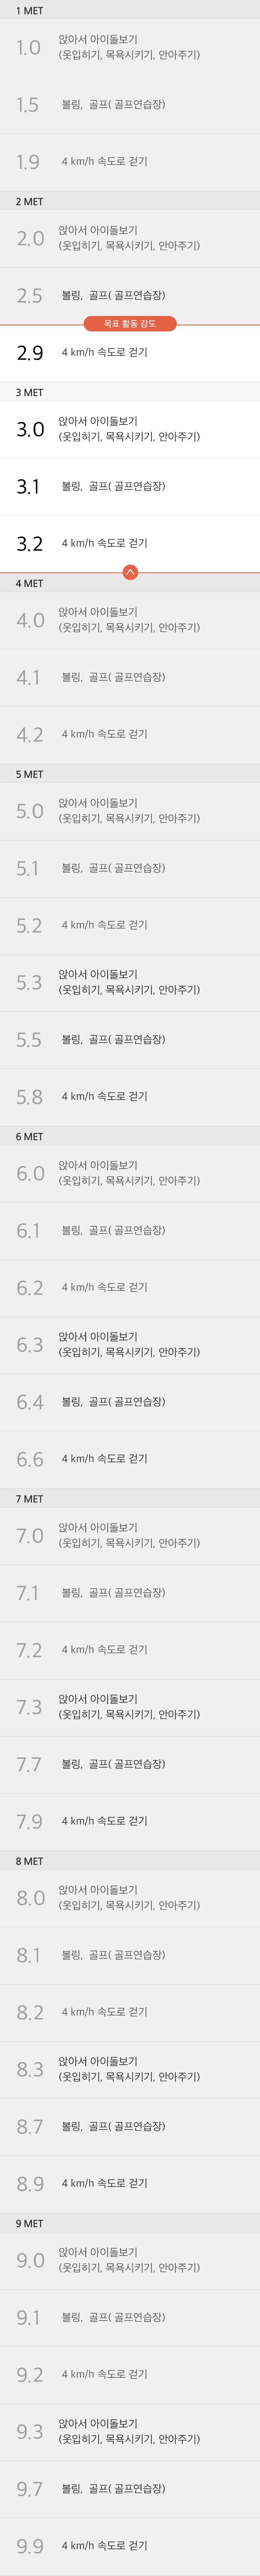 1 MET
1.0 앉아서 아이돌보기
(옷입히기, 목욕시키기, 안아주기)
1.5 볼링, 골프( 골프연습장)
1.9 4 km/h 속도로 걷기
2 MET
2.0 앉아서 아이돌보기
(옷입히기, 목욕시키기, 안아주기)
2.5 볼링, 골프( 골프연습장)
목표 활동 강도
2.9 4 km/h 속도로 걷기
3 MET
3.0 앉아서 아이돌보기
(옷입히기, 목욕시키기, 안아주기)
3.1 볼링, 골프( 골프연습장)
3.2 4 km/h 속도로 걷기
4 MET
4.0 앉아서 아이돌보기
(옷입히기, 목욕시키기, 안아주기)
4.1 볼링, 골프( 골프연습장)
4.2 4 km/h 속도로 걷기
5 MET
5.0 앉아서 아이돌보기
(옷입히기, 목욕시키기, 안아주기)
5.1 볼링, 골프( 골프연습장)
5.2 4 km/h 속도로 걷기
5.3 앉아서 아이돌보기
(옷입히기, 목욕시키기, 안아주기)
5.5 볼링, 골프( 골프연습장)
5.8 4 km/h 속도로 걷기
6 MET
6.0 앉아서 아이돌보기
(옷입히기, 목욕시키기, 안아주기)
6.1 볼링, 골프( 골프연습장)
6.2 4 km/h 속도로 걷기
6.3 앉아서 아이돌보기
(옷입히기, 목욕시키기, 안아주기)
6.4 볼링, 골프( 골프연습장)
6.6 4 km/h 속도로 걷기
7 MET
7.0 앉아서 아이돌보기
(옷입히기, 목욕시키기, 안아주기)
7.1 볼링, 골프( 골프연습장)
7.2 4 km/h 속도로 걷기
7.3 앉아서 아이돌보기
(옷입히기, 목욕시키기, 안아주기)
7.7 볼링, 골프( 골프연습장)
7.9 4 km/h 속도로 걷기
8 MET
8.0 앉아서 아이돌보기
(옷입히기, 목욕시키기, 안아주기)
8.1 볼링, 골프( 골프연습장)
8.2 4 km/h 속도로 걷기
8.3 앉아서 아이돌보기
(옷입히기, 목욕시키기, 안아주기)
8.7 볼링, 골프( 골프연습장)
8.9 4 km/h 속도로 걷기
9 MET
9.0 앉아서 아이돌보기
(옷입히기, 목욕시키기, 안아주기)
9.1 볼링, 골프( 골프연습장)
9.2 4 km/h 속도로 걷기
9.3 앉아서 아이돌보기
(옷입히기, 목욕시키기, 안아주기)
9.7 볼링, 골프( 골프연습장)
9.9 4 km/h 속도로 걷기